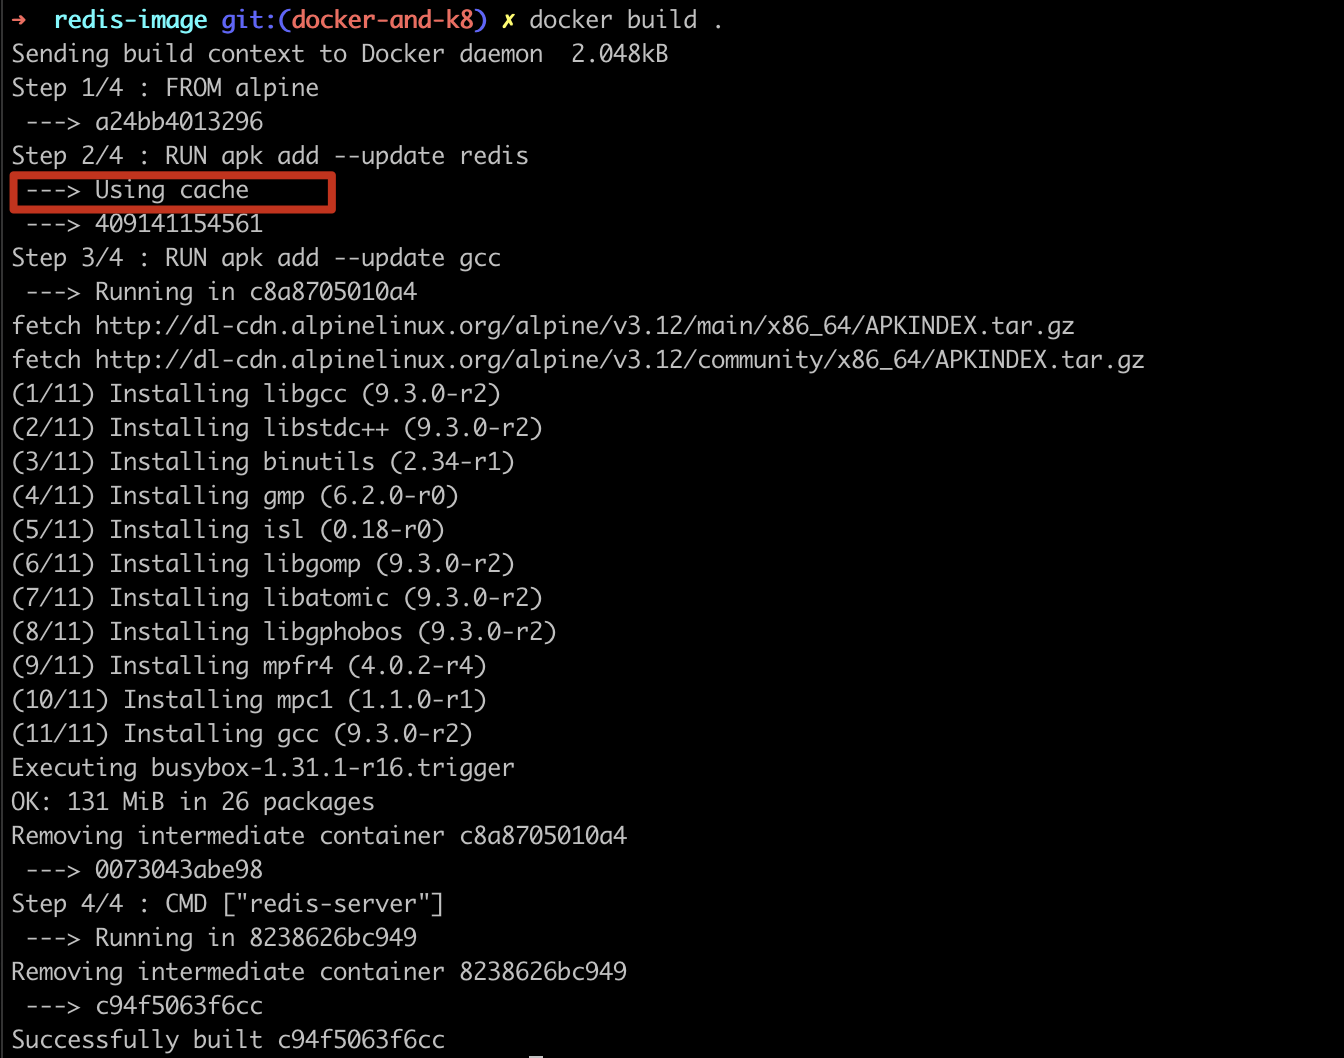 ➜ redis-image git:(docker-and-k8) ✗ docker build .
Sending build context to Docker daemon 2.048kB
Step 1/4 : FROM alpine
---> a24bb4013296
Step 2/4 : RUN apk add --update redis
---> Using cache
---> 409141154561
Step 3/4 : RUN apk add --update gcc
---> Running in c8a8705010a4
fetch http://dl-cdn.alpinelinux.org/alpine/v3.12/main/x86_64/APKINDEX.tar.gz
fetch http://dl-cdn.alpinelinux.org/alpine/v3.12/community/x86_64/APKINDEX.tar.gz
(1/11) Installing libgcc (9.3.0-r2)
(2/11) Installing libstdc++ (9.3.0-r2)
(3/11) Installing binutils (2.34-r1)
(4/11) Installing gmp (6.2.0-r0)
(5/11) Installing isl (0.18-r0)
(6/11) Installing libgomp (9.3.0-r2)
(7/11) Installing libatomic (9.3.0-r2)
(8/11) Installing libgphobos (9.3.0-r2)
(9/11) Installing mpfr4 (4.0.2-r4)
(10/11) Installing mpc1 (1.1.0-r1)
(11/11) Installing gcc (9.3.0-r2)
Executing busybox-1.31.1-r16.trigger
OK: 131 MiB in 26 packages
Removing intermediate container c8a8705010a4
---> 0073043abe98
Step 4/4 : CMD ["redis-server"]
---> Running in 8238626bc949
Removing intermediate container 8238626bc949
---> c94f5063f6cc
Successfully built c94f5063f6cc